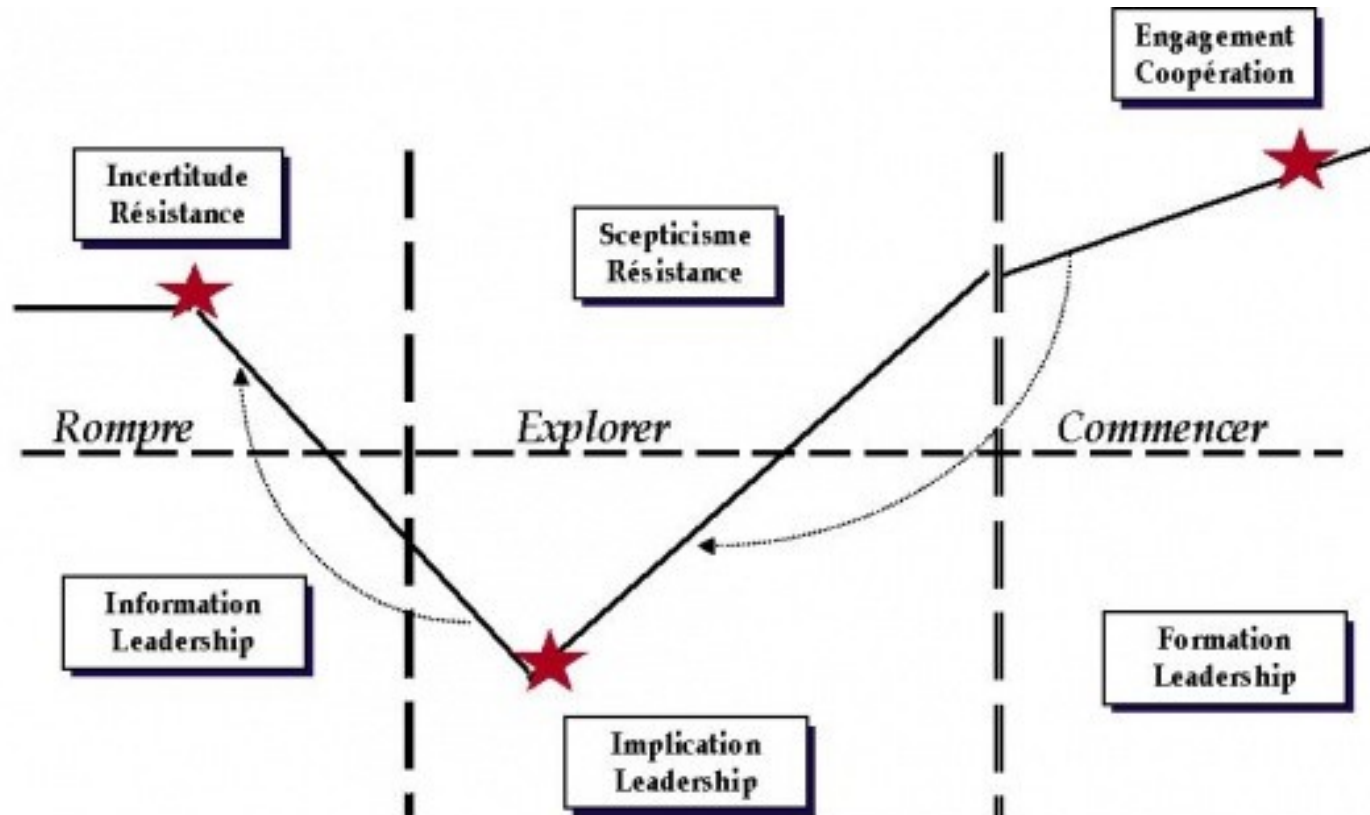 Engagement
Coopération
Incertitude
Résistance
Scepticisme
Résistance
Rompre
Explorer
Commencer
Information
Leadership
Formation
Leadership
Implication
Leadership